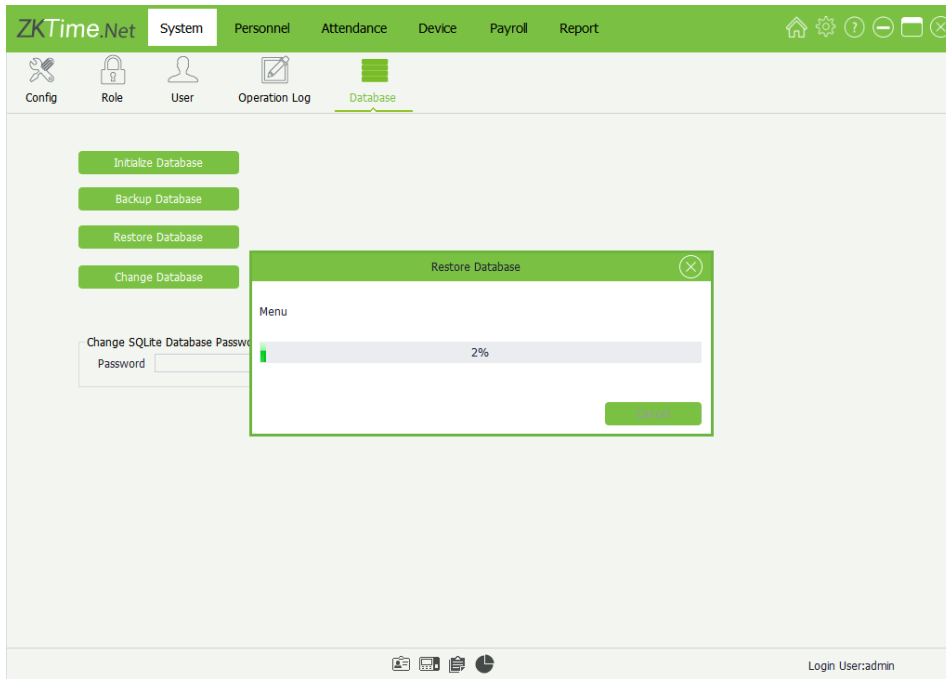 ZKTime.Net System Personnel Attendance Device Payroll Report
Config Role User Operation Log Database
Initialize Database
Backup Database
Restore Database
Change Database
Restore Database
Menu
2%
Cancel
Change SQLite Database Passwo
Password
Login User:admin